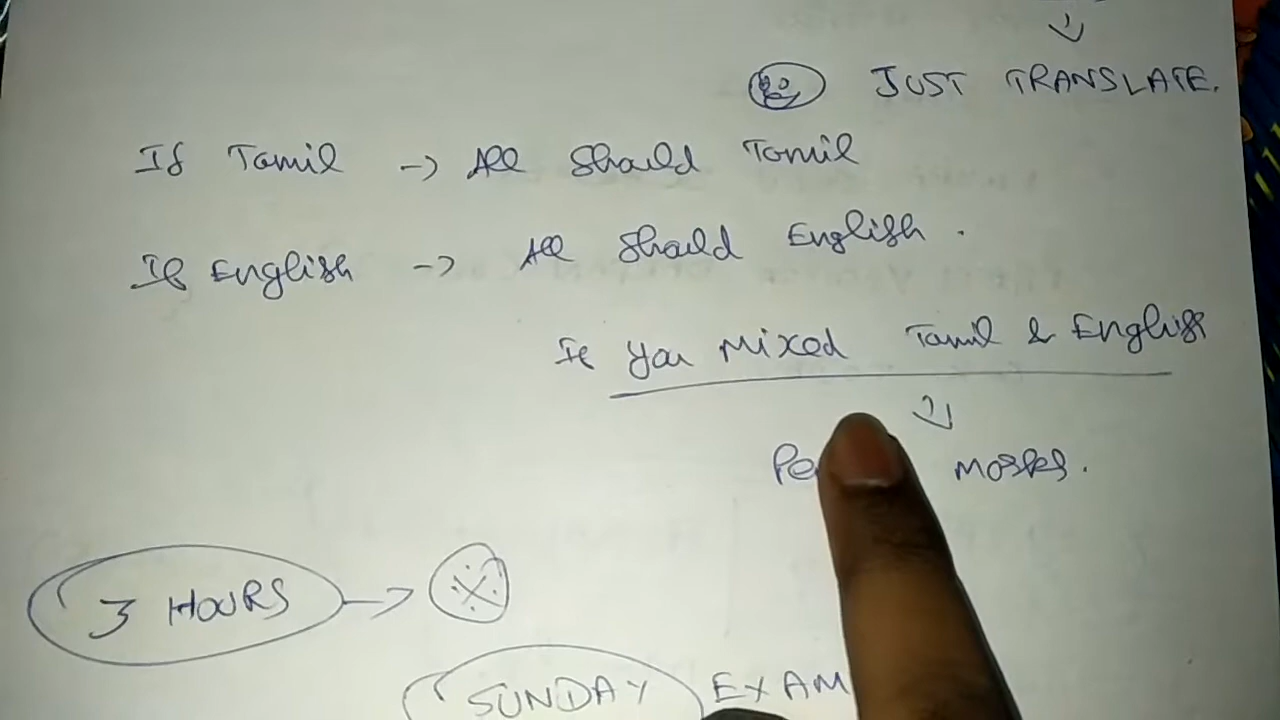 JUST TRANSLATE.
If Tamil -> All Should Tamil
If English -> All Should English.
If you Mixed Tamil & English
Marks.
3 HOURS ->
SUNDAY EXAM